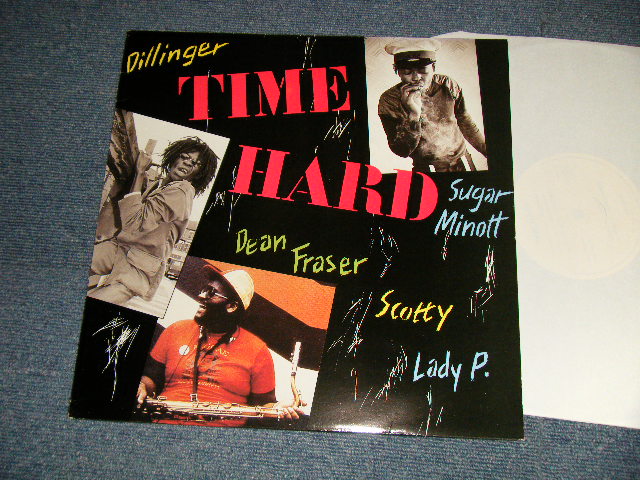 Dillinger
TIME
HARD
Sugar
Minott
Dean
Fraser
Scotty
Lady P.